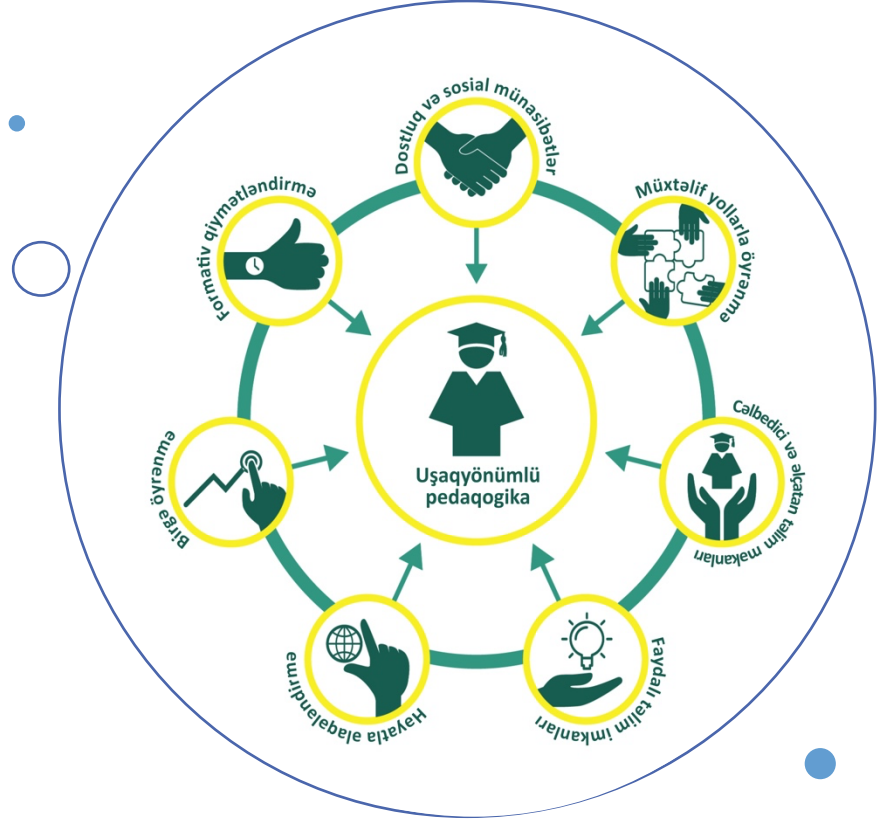 Dostluq və sosial münasibətlər
Müxtəlif yollarla öyrənmə
Cəlbedici və əlçatan təlim məkanları
Faydalı təlim imkanları
Həyatla əlaqələndirmə
Birgə öyrənmə
Formativ qiymətləndirmə
Uşaqyönümlü
pedaqogika